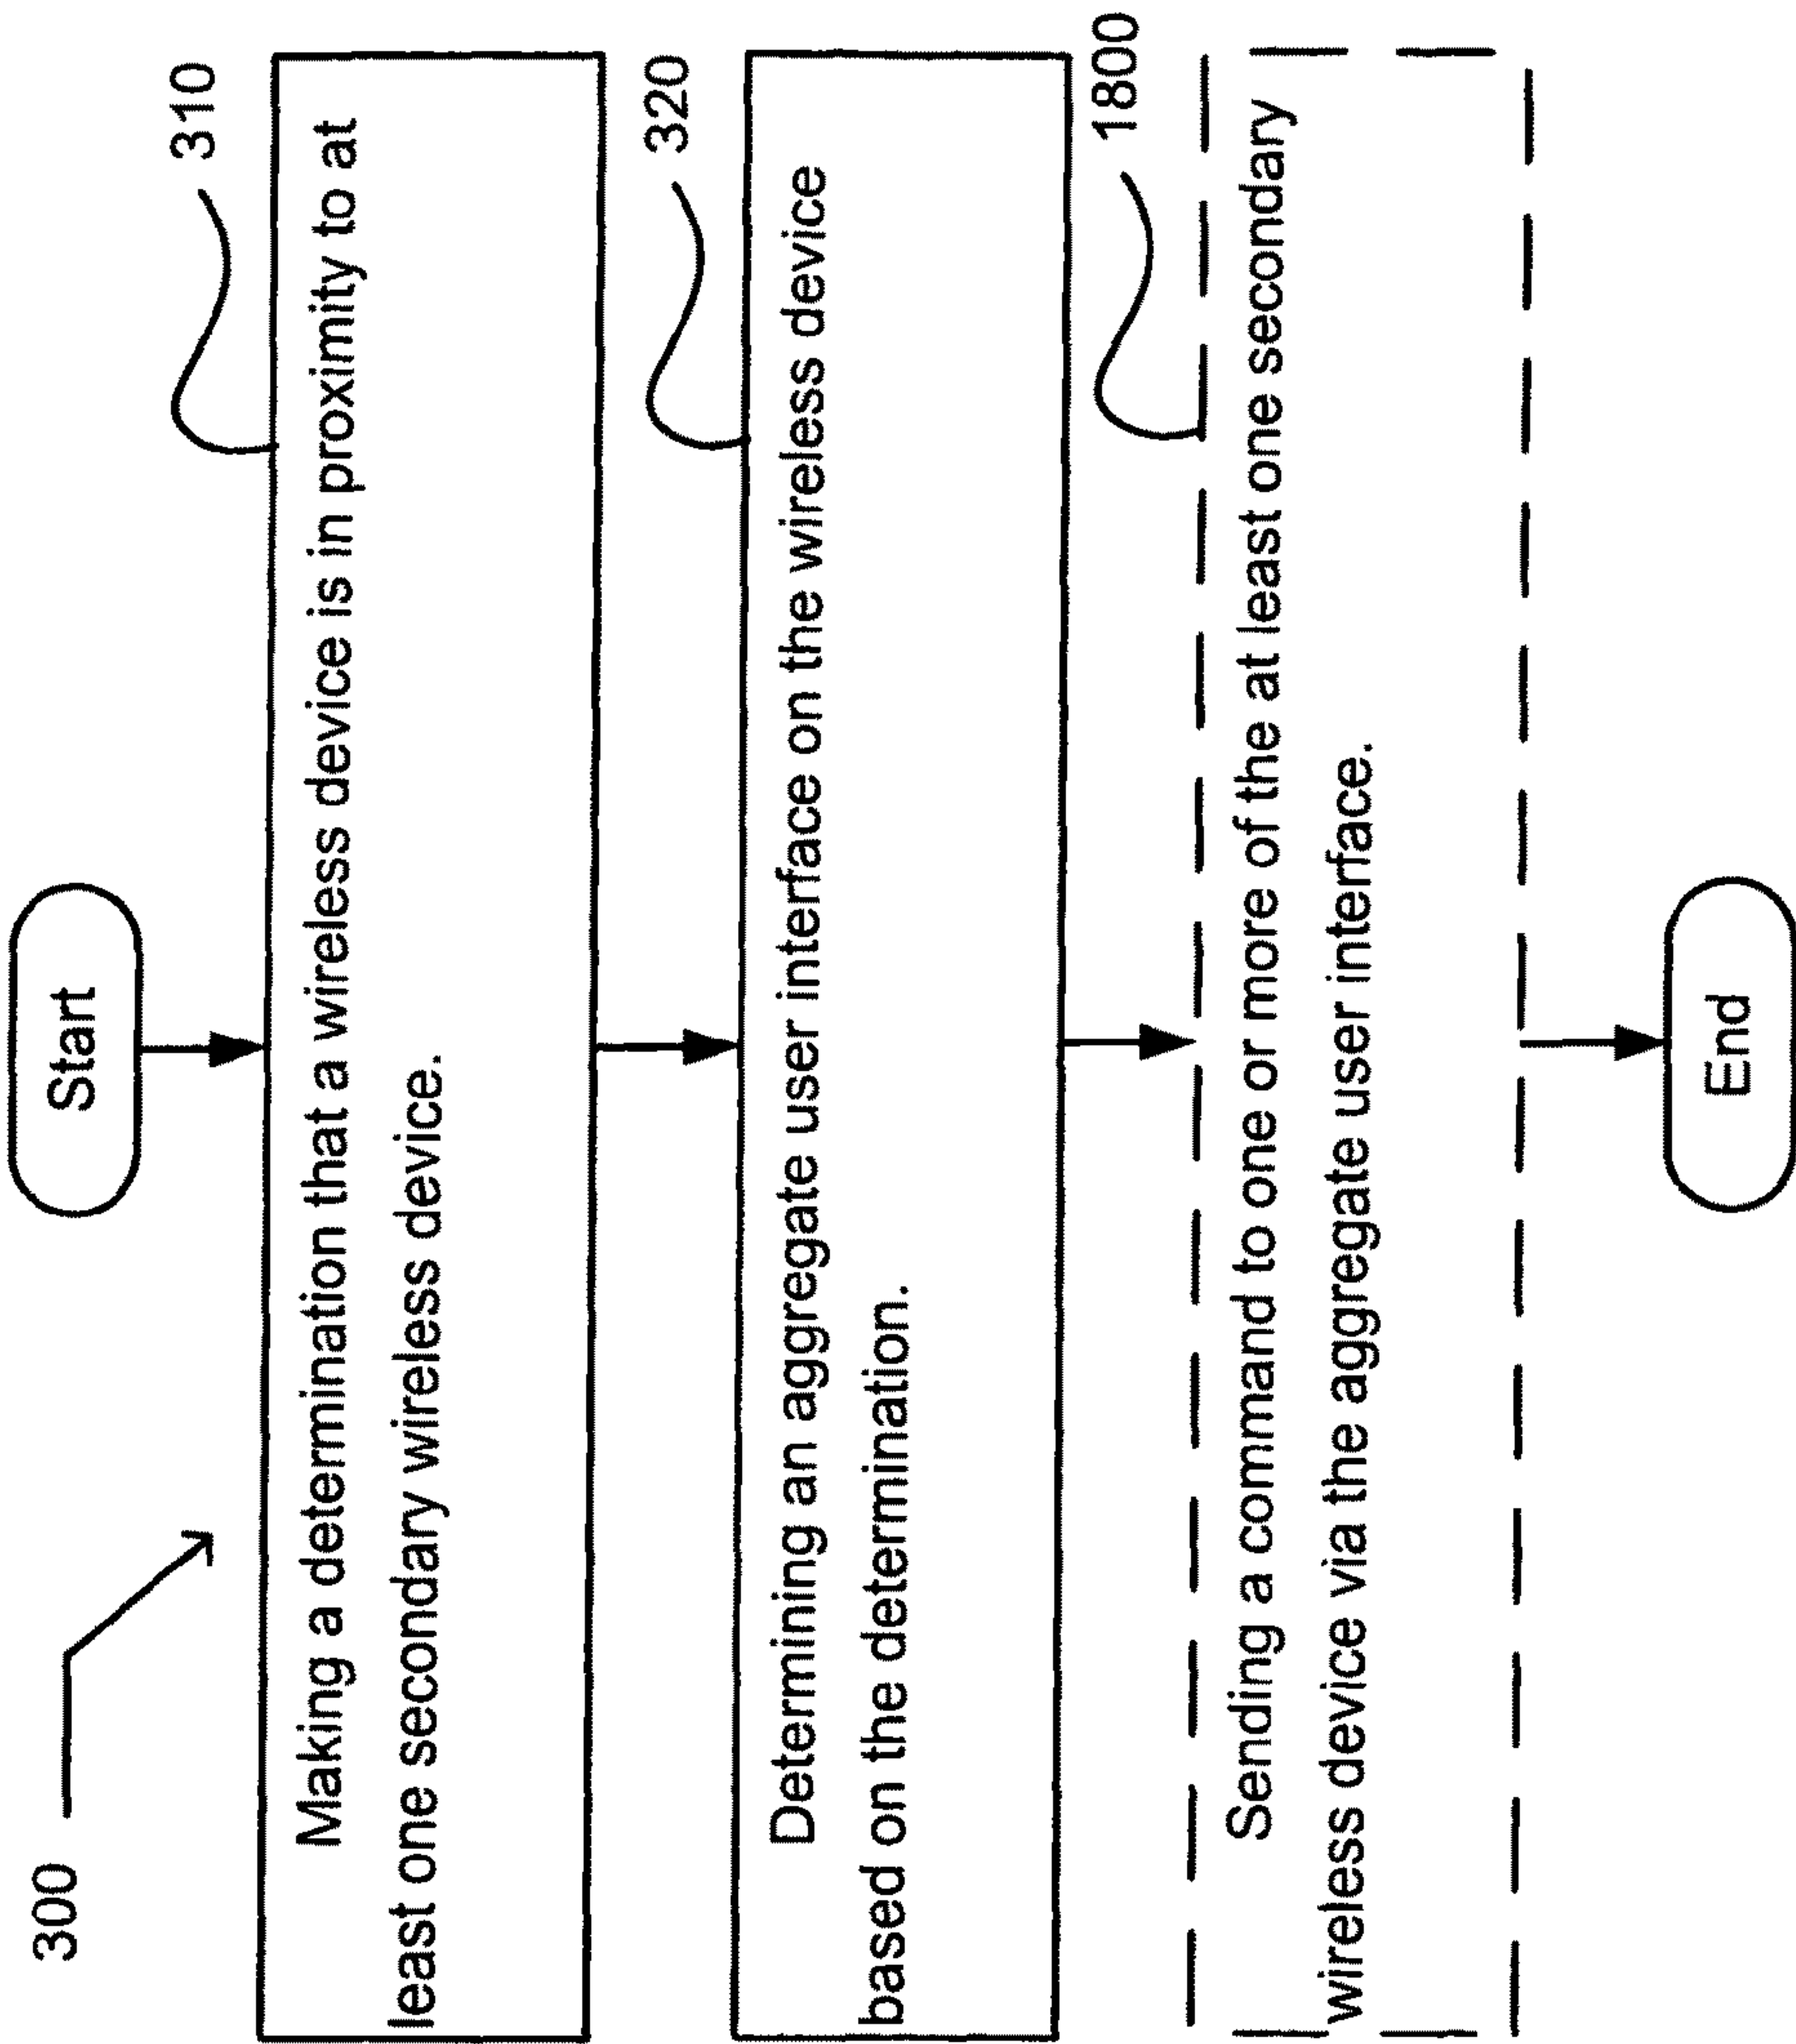 300
Start
310
Making a determination that a wireless device is in proximity to at
least one secondary wireless device.
320
Determining an aggregate user interface on the wireless device
based on the determination.
1800
Sending a command to one or more of the at least one secondary
wireless device via the aggregate user interface.
End